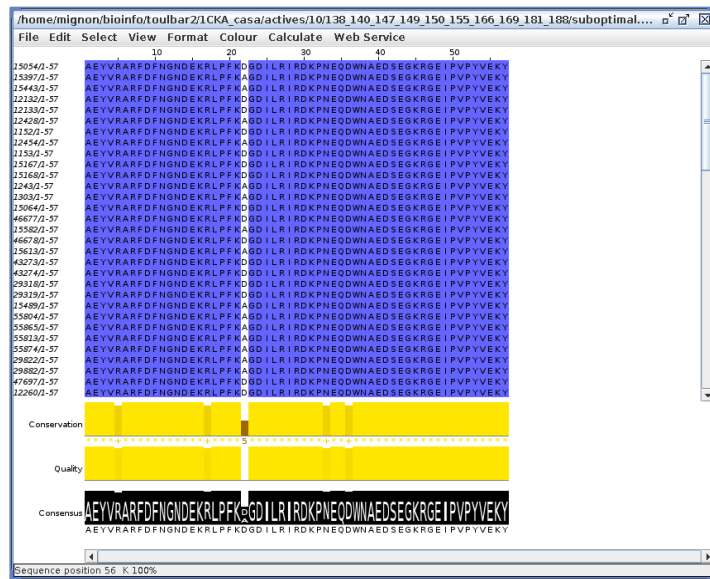 /home/mignon/bioinfo/toulbar2/1CKA_casa/actives/10/138_140_147_149_150_155_166_169_181_188/suboptimal....
File Edit Select View Format Colour Calculate Web Service
10 20 30 40 50
15054/1-57 AEYVRARFDFNGNDEKRLPFKDGDILRIRDKPNEQDWNAEDSEGKRGEIPVPYVEKY
15397/1-57 AEYVRARFDFNGNDEKRLPFKAGDILRIRDKPNEQDWNAEDSEGKRGEIPVPYVEKY
15443/1-57 AEYVRARFDFNGNDEKRLPFKAGDILRIRDKPNEQDWNAEDSEGKRGEIPVPYVEKY
12132/1-57 AEYVRARFDFNGNDEKRLPFKDGDILRIRDKPNEQDWNAEDSEGKRGEIPVPYVEKY
12133/1-57 AEYVRARFDFNGNDEKRLPFKDGDILRIRDKPNEQDWNAEDSEGKRGEIPVPYVEKY
12428/1-57 AEYVRARFDFNGNDEKRLPFKAGDILRIRDKPNEQDWNAEDSEGKRGEIPVPYVEKY
1152/1-57 AEYVRARFDFNGNDEKRLPFKDGDILRIRDKPNEQDWNAEDSEGKRGEIPVPYVEKY
12454/1-57 AEYVRARFDFNGNDEKRLPFKAGDILRIRDKPNEQDWNAEDSEGKRGEIPVPYVEKY
1153/1-57 AEYVRARFDFNGNDEKRLPFKDGDILRIRDKPNEQDWNAEDSEGKRGEIPVPYVEKY
15167/1-57 AEYVRARFDFNGNDEKRLPFKDGDILRIRDKPNEQDWNAEDSEGKRGEIPVPYVEKY
15168/1-57 AEYVRARFDFNGNDEKRLPFKDGDILRIRDKPNEQDWNAEDSEGKRGEIPVPYVEKY
1243/1-57 AEYVRARFDFNGNDEKRLPFKAGDILRIRDKPNEQDWNAEDSEGKRGEIPVPYVEKY
1303/1-57 AEYVRARFDFNGNDEKRLPFKAGDILRIRDKPNEQDWNAEDSEGKRGEIPVPYVEKY
15064/1-57 AEYVRARFDFNGNDEKRLPFKDGDILRIRDKPNEQDWNAEDSEGKRGEIPVPYVEKY
46677/1-57 AEYVRARFDFNGNDEKRLPFKDGDILRIRDKPNEQDWNAEDSEGKRGEIPVPYVEKY
15582/1-57 AEYVRARFDFNGNDEKRLPFKAGDILRIRDKPNEQDWNAEDSEGKRGEIPVPYVEKY
46678/1-57 AEYVRARFDFNGNDEKRLPFKDGDILRIRDKPNEQDWNAEDSEGKRGEIPVPYVEKY
15613/1-57 AEYVRARFDFNGNDEKRLPFKAGDILRIRDKPNEQDWNAEDSEGKRGEIPVPYVEKY
43273/1-57 AEYVRARFDFNGNDEKRLPFKDGDILRIRDKPNEQDWNAEDSEGKRGEIPVPYVEKY
43274/1-57 AEYVRARFDFNGNDEKRLPFKDGDILRIRDKPNEQDWNAEDSEGKRGEIPVPYVEKY
29318/1-57 AEYVRARFDFNGNDEKRLPFKDGDILRIRDKPNEQDWNAEDSEGKRGEIPVPYVEKY
29319/1-57 AEYVRARFDFNGNDEKRLPFKDGDILRIRDKPNEQDWNAEDSEGKRGEIPVPYVEKY
15489/1-57 AEYVRARFDFNGNDEKRLPFKAGDILRIRDKPNEQDWNAEDSEGKRGEIPVPYVEKY
55804/1-57 AEYVRARFDFNGNDEKRLPFKAGDILRIRDKPNEQDWNAEDSEGKRGEIPVPYVEKY
55865/1-57 AEYVRARFDFNGNDEKRLPFKAGDILRIRDKPNEQDWNAEDSEGKRGEIPVPYVEKY
55813/1-57 AEYVRARFDFNGNDEKRLPFKAGDILRIRDKPNEQDWNAEDSEGKRGEIPVPYVEKY
55874/1-57 AEYVRARFDFNGNDEKRLPFKAGDILRIRDKPNEQDWNAEDSEGKRGEIPVPYVEKY
29822/1-57 AEYVRARFDFNGNDEKRLPFKAGDILRIRDKPNEQDWNAEDSEGKRGEIPVPYVEKY
29882/1-57 AEYVRARFDFNGNDEKRLPFKAGDILRIRDKPNEQDWNAEDSEGKRGEIPVPYVEKY
47697/1-57 AEYVRARFDFNGNDEKRLPFKDGDILRIRDKPNEQDWNAEDSEGKRGEIPVPYVEKY
12260/1-57 AEYVRARFDFNGNDEKRLPFKDGDILRIRDKPNEQDWNAEDSEGKRGEIPVPYVEKY
Conservation
****+***********+****5**********+**+*********************
Quality
Consensus AEYVRARFDFNGNDEKRLPFKDGDILRIRDKPNEQDWNAEDSEGKRGEIPVPYVEKY
AEYVRARFDFNGNDEKRLPFKDGDILRIRDKPNEQDWNAEDSEGKRGEIPVPYVEKY
Sequence position 56 K 100%